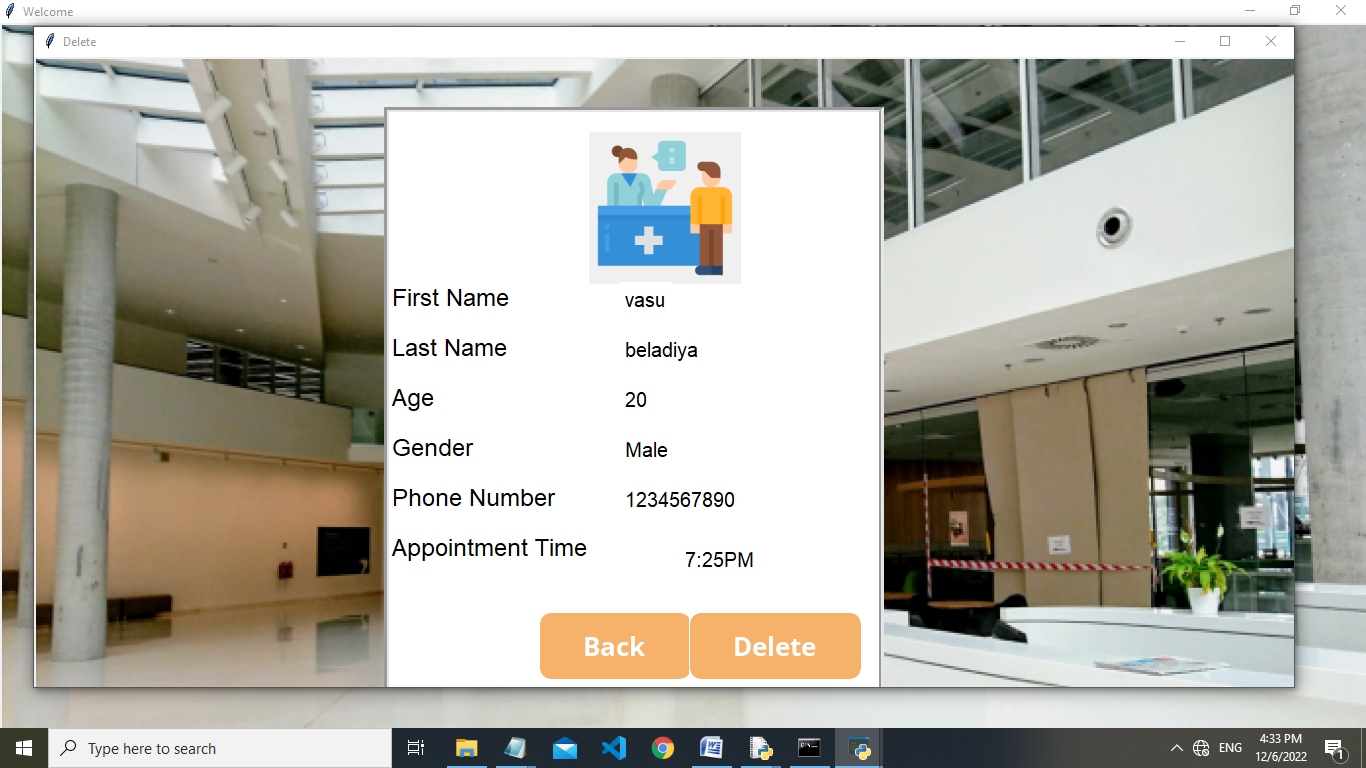 Welcome
Delete
First Name vasu
Last Name beladiya
Age 20
Gender Male
Phone Number 1234567890
Appointment Time 7:25PM
Back Delete
Type here to search
ENG
4:33 PM
12/6/2022
1